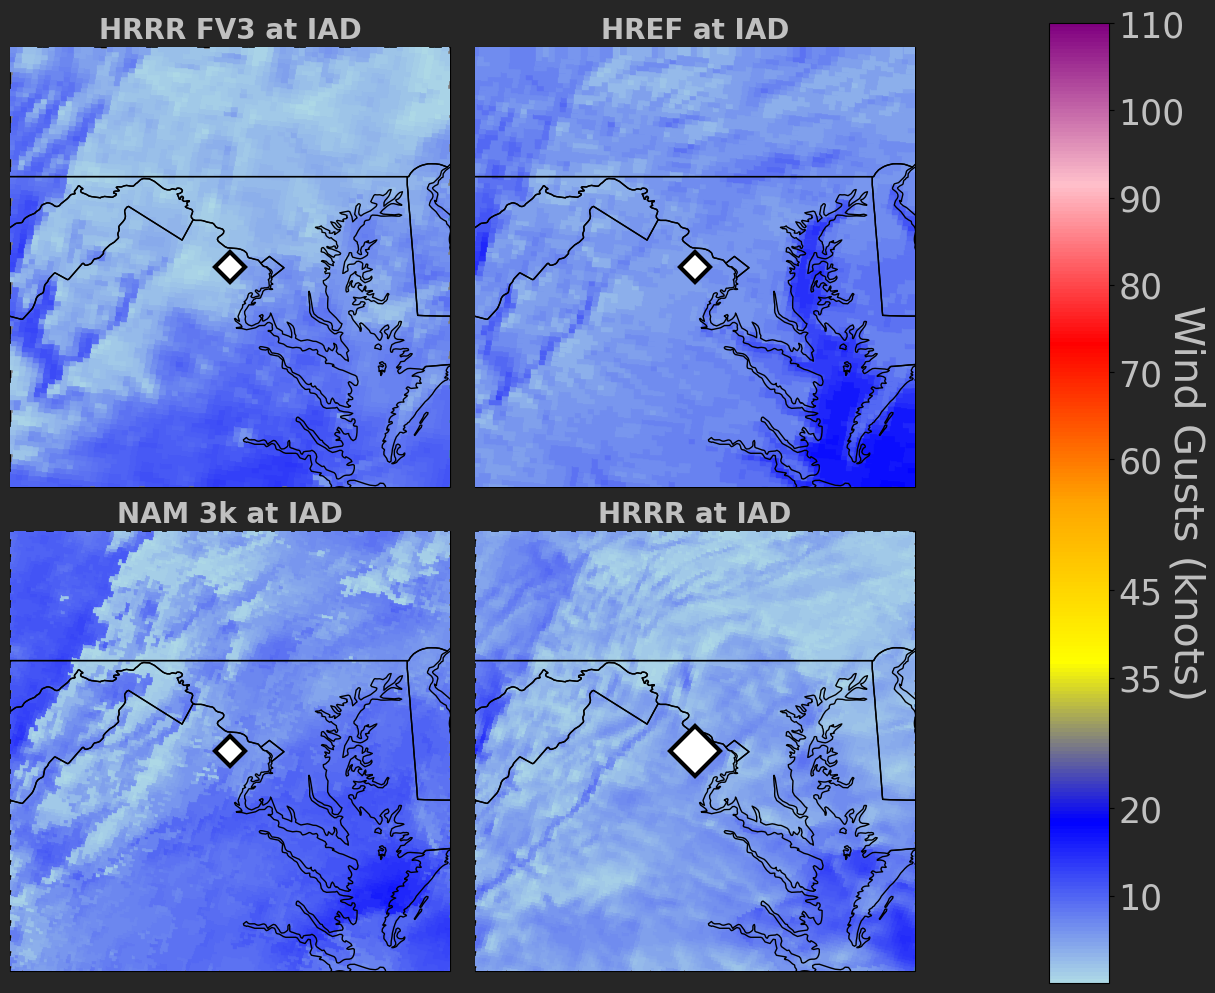 HRRR FV3 at IAD
HREF at IAD
NAM 3k at IAD
HRRR at IAD
110
100
90
80
70
60
45
35
20
10
Wind Gusts (knots)